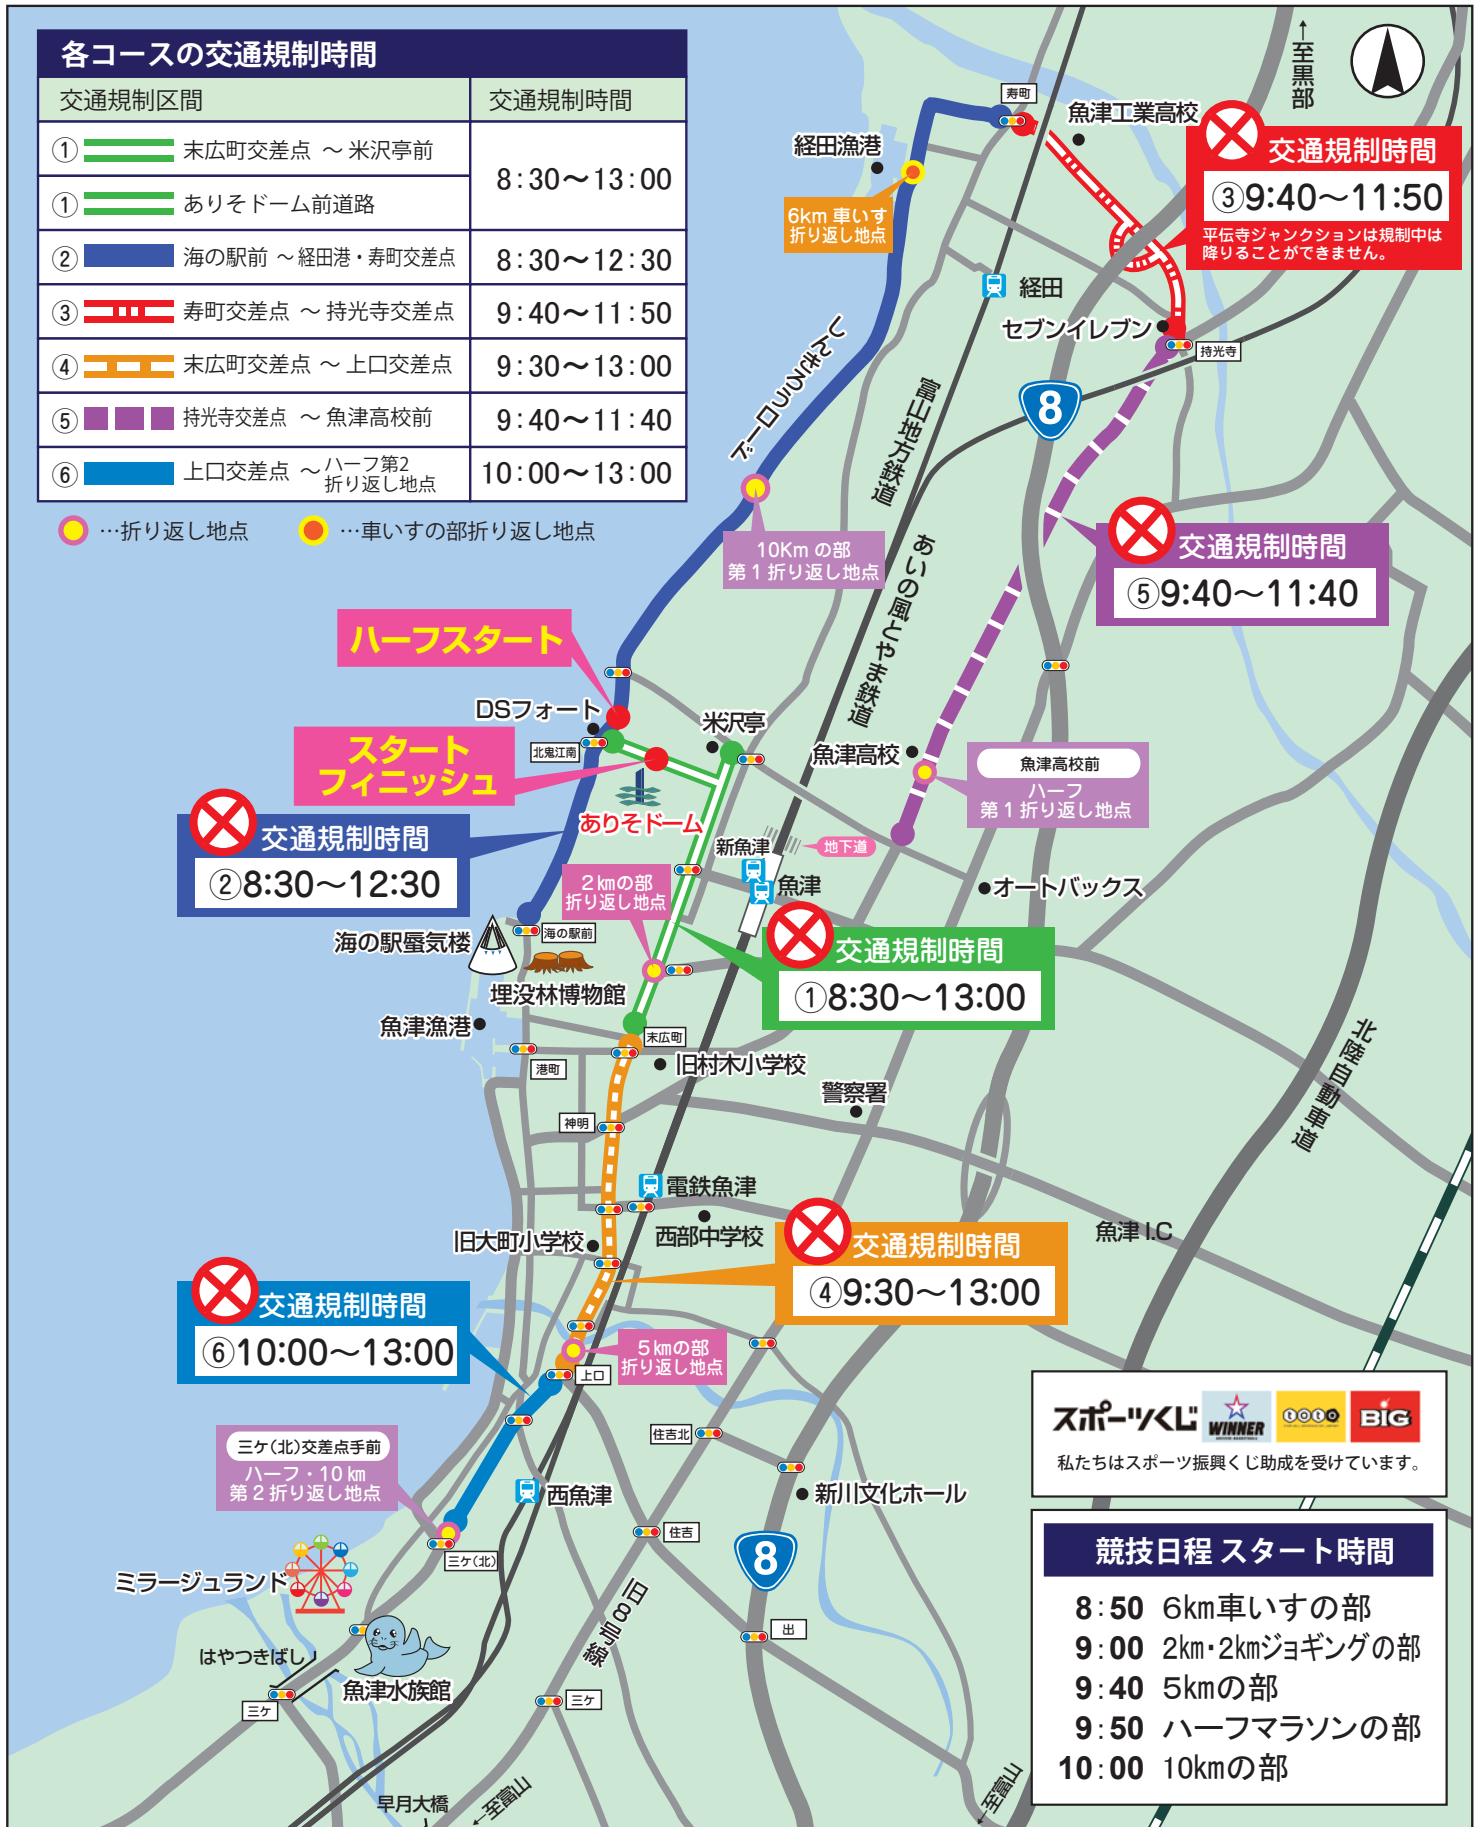 各コースの交通規制時間
交通規制区間
交通規制時間
① 末広町交差点 ～ 米沢亭前
8:30～13:00
① ありそドーム前道路
② 海の駅前 ～経田港・寿町交差点
8:30～12:30
③ 寿町交差点 ～ 持光寺交差点
9:40～11:50
④ 末広町交差点 ～ 上口交差点
9:30～13:00
⑤ 持光寺交差点 ～ 魚津高校前
9:40～11:40
⑥ 上口交差点 ～ハーフ第2
折り返し地点
10:00～13:00
…折り返し地点
…車いすの部折り返し地点
←至黒部
寿町
魚津工業高校
経田漁港
交通規制時間
③9:40～11:50
平伝寺ジャンクションは規制中は
降りることができません。
6km 車いす
折り返し地点
経田
セブンイレブン
持光寺
しんきろうロード
富山地方鉄道
8
10Km の部
第1折り返し地点
あいの風とやま鉄道
交通規制時間
⑤9:40～11:40
ハーフスタート
DSフォート
米沢亭
北鬼江南
スタート
フィニッシュ
魚津高校
魚津高校前
ハーフ
第1折り返し地点
ありそドーム
交通規制時間
②8:30～12:30
新魚津
地下道
魚津
2kmの部
折り返し地点
オートバックス
海の駅蜃気楼
海の駅前
埋没林博物館
交通規制時間
①8:30～13:00
魚津漁港
末広町
港町
旧村木小学校
北陸自動車道
警察署
神明
電鉄魚津
西部中学校
旧大町小学校
魚津 I.C
交通規制時間
④9:30～13:00
交通規制時間
⑥10:00～13:00
5kmの部
折り返し地点
上口
スポーツくじ
WINNER
toto
BIG
私たちはスポーツ振興くじ助成を受けています。
三ケ(北)交差点手前
ハーフ・10 km
第2折り返し地点
住吉北
西魚津
新川文化ホール
住吉
三ケ(北)
8
ミラージュランド
旧8号線
出
はやつきばし
魚津水族館
三ケ
三ケ
早月大橋
←至富山
←至富山
競技日程 スタート時間
8:50 6km車いすの部
9:00 2km・2kmジョギングの部
9:40 5kmの部
9:50 ハーフマラソンの部
10:00 10kmの部